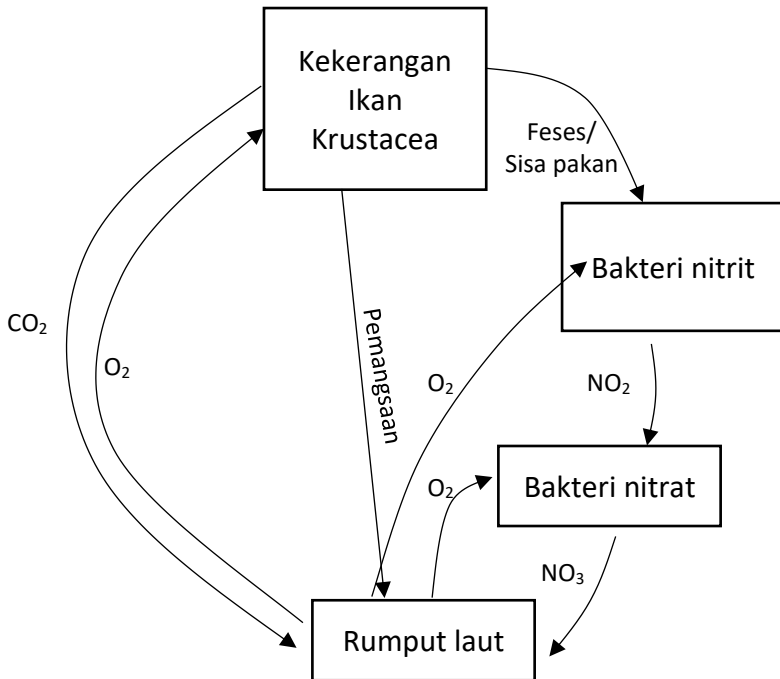 Kekerangan
Ikan
Krustacea
Feses/
Sisa pakan
Bakteri nitrit
CO₂
O₂
Pemangsaan
O₂
NO₂
O₂
Bakteri nitrat
NO₃
Rumput laut